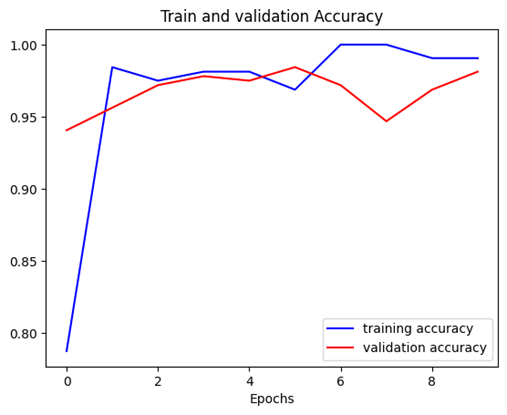 Train and validation Accuracy
1.00
0.95
0.90
0.85
0.80
training accuracy
validation accuracy
0 2 4 6 8
Epochs